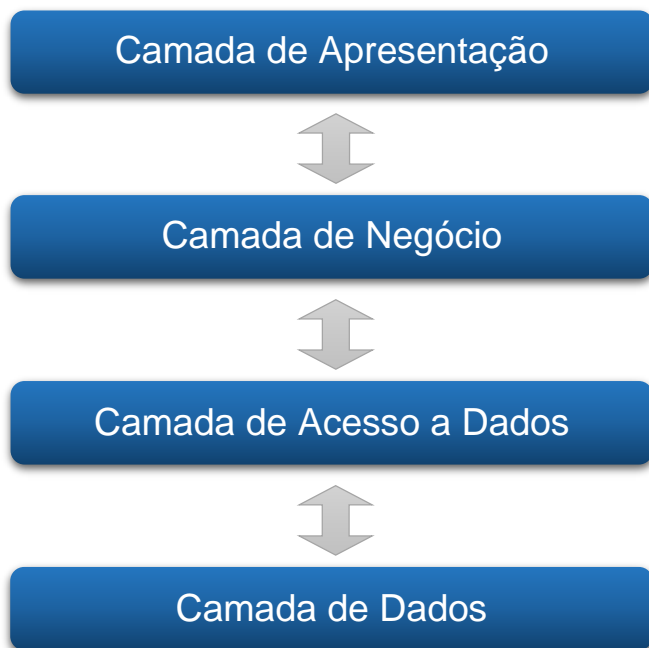 Camada de Apresentação
Camada de Negócio
Camada de Acesso a Dados
Camada de Dados